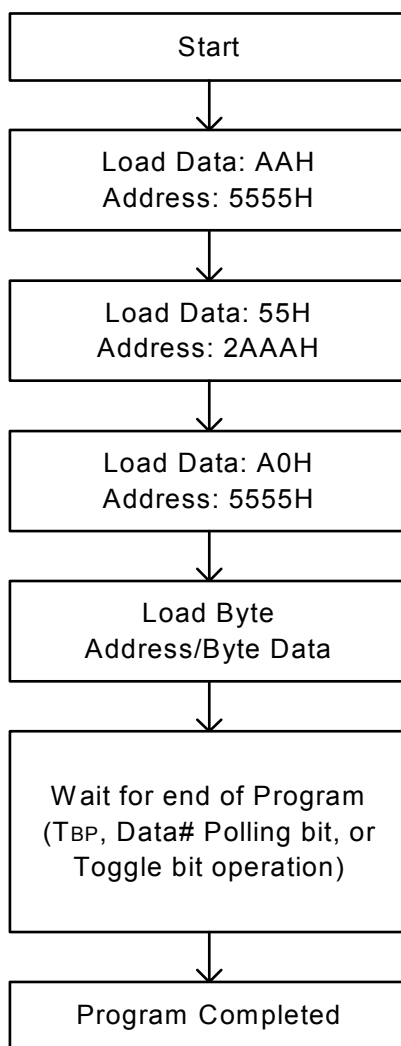 Start
Load Data: AAH
Address: 5555H
Load Data: 55H
Address: 2AAAH
Load Data: A0H
Address: 5555H
Load Byte
Address/Byte Data
Wait for end of Program
(TBP, Data# Polling bit, or
Toggle bit operation)
Program Completed